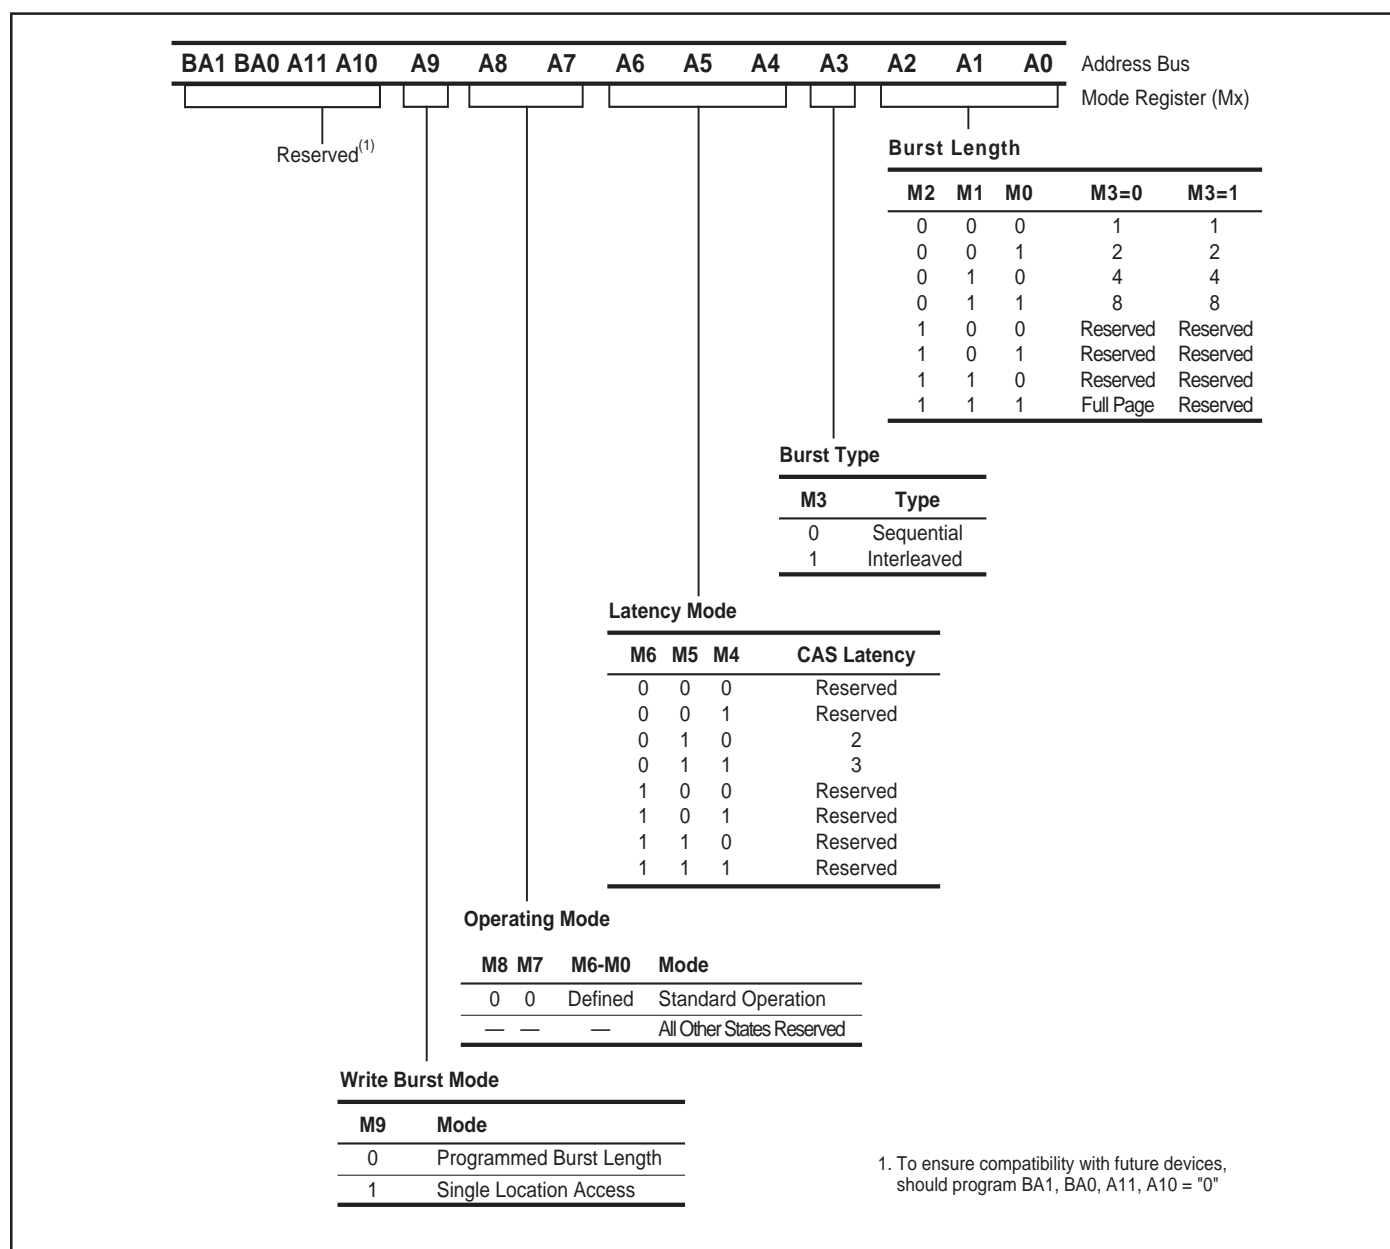 BA1 BA0 A11 A10 A9 A8 A7 A6 A5 A4 A3 A2 A1 A0 Address Bus
Mode Register (Mx)
Reserved(1)
Burst Length
M2 M1 M0 M3=0 M3=1
0 0 0 1 1
0 0 1 2 2
0 1 0 4 4
0 1 1 8 8
1 0 0 Reserved Reserved
1 0 1 Reserved Reserved
1 1 0 Reserved Reserved
1 1 1 Full Page Reserved
Burst Type
M3 Type
0 Sequential
1 Interleaved
Latency Mode
M6 M5 M4 CAS Latency
0 0 0 Reserved
0 0 1 Reserved
0 1 0 2
0 1 1 3
1 0 0 Reserved
1 0 1 Reserved
1 1 0 Reserved
1 1 1 Reserved
Operating Mode
M8 M7 M6-M0 Mode
0 0 Defined Standard Operation
— — — All Other States Reserved
Write Burst Mode
M9 Mode
0 Programmed Burst Length
1 Single Location Access
1. To ensure compatibility with future devices,
should program BA1, BA0, A11, A10 = "0"